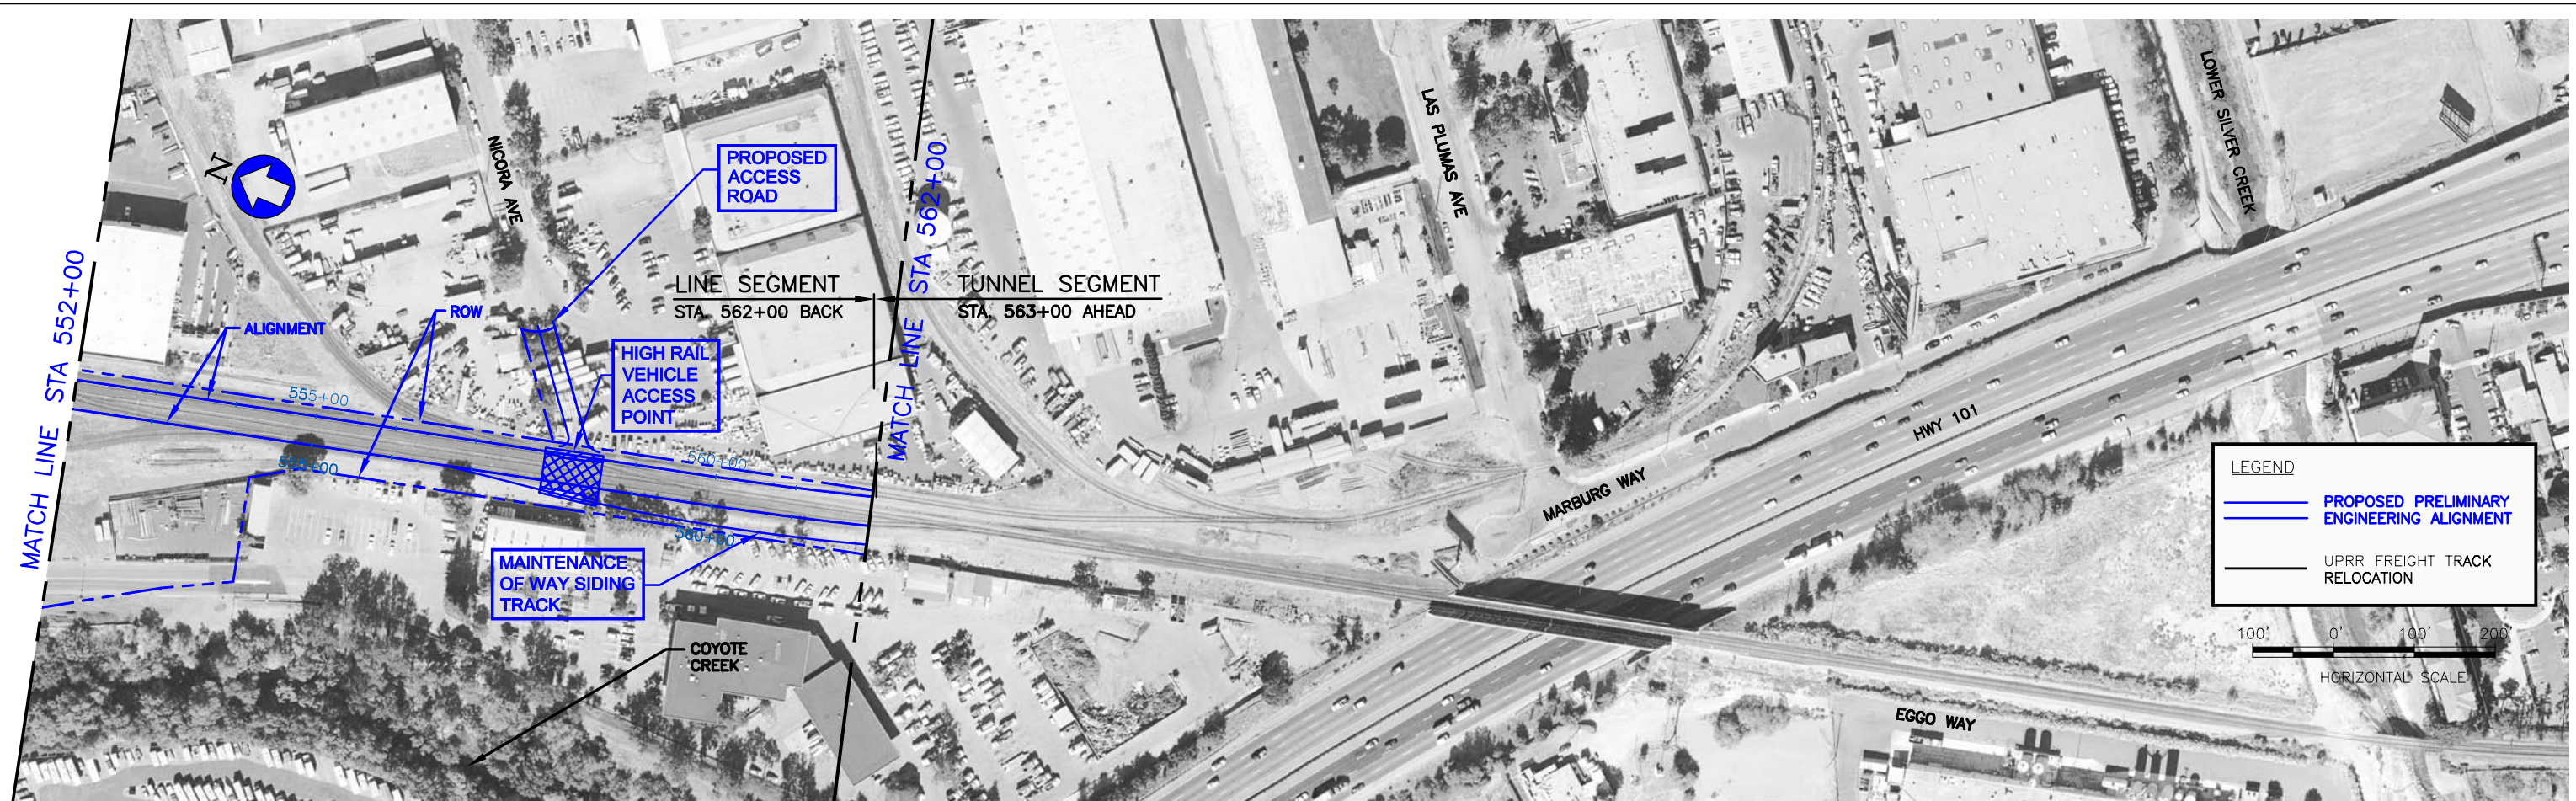 MATCH LINE STA 552+00
N
NICORA AVE
PROPOSED
ACCESS
ROAD
ALIGNMENT
ROW
555+00
555+00
LINE SEGMENT
STA. 562+00 BACK
TUNNEL SEGMENT
STA. 563+00 AHEAD
HIGH RAIL
VEHICLE
ACCESS
POINT
560+00
560+00
MAINTENANCE
OF WAY SIDING
TRACK
COYOTE
CREEK
MATCH LINE STA 562+00
LAS PLUMAS AVE
LOWER SILVER CREEK
MARBURG WAY
HWY 101
EGGO WAY
LEGEND
PROPOSED PRELIMINARY
ENGINEERING ALIGNMENT
UPRR FREIGHT TRACK
RELOCATION
100' 0' 100' 200'
HORIZONTAL SCALE